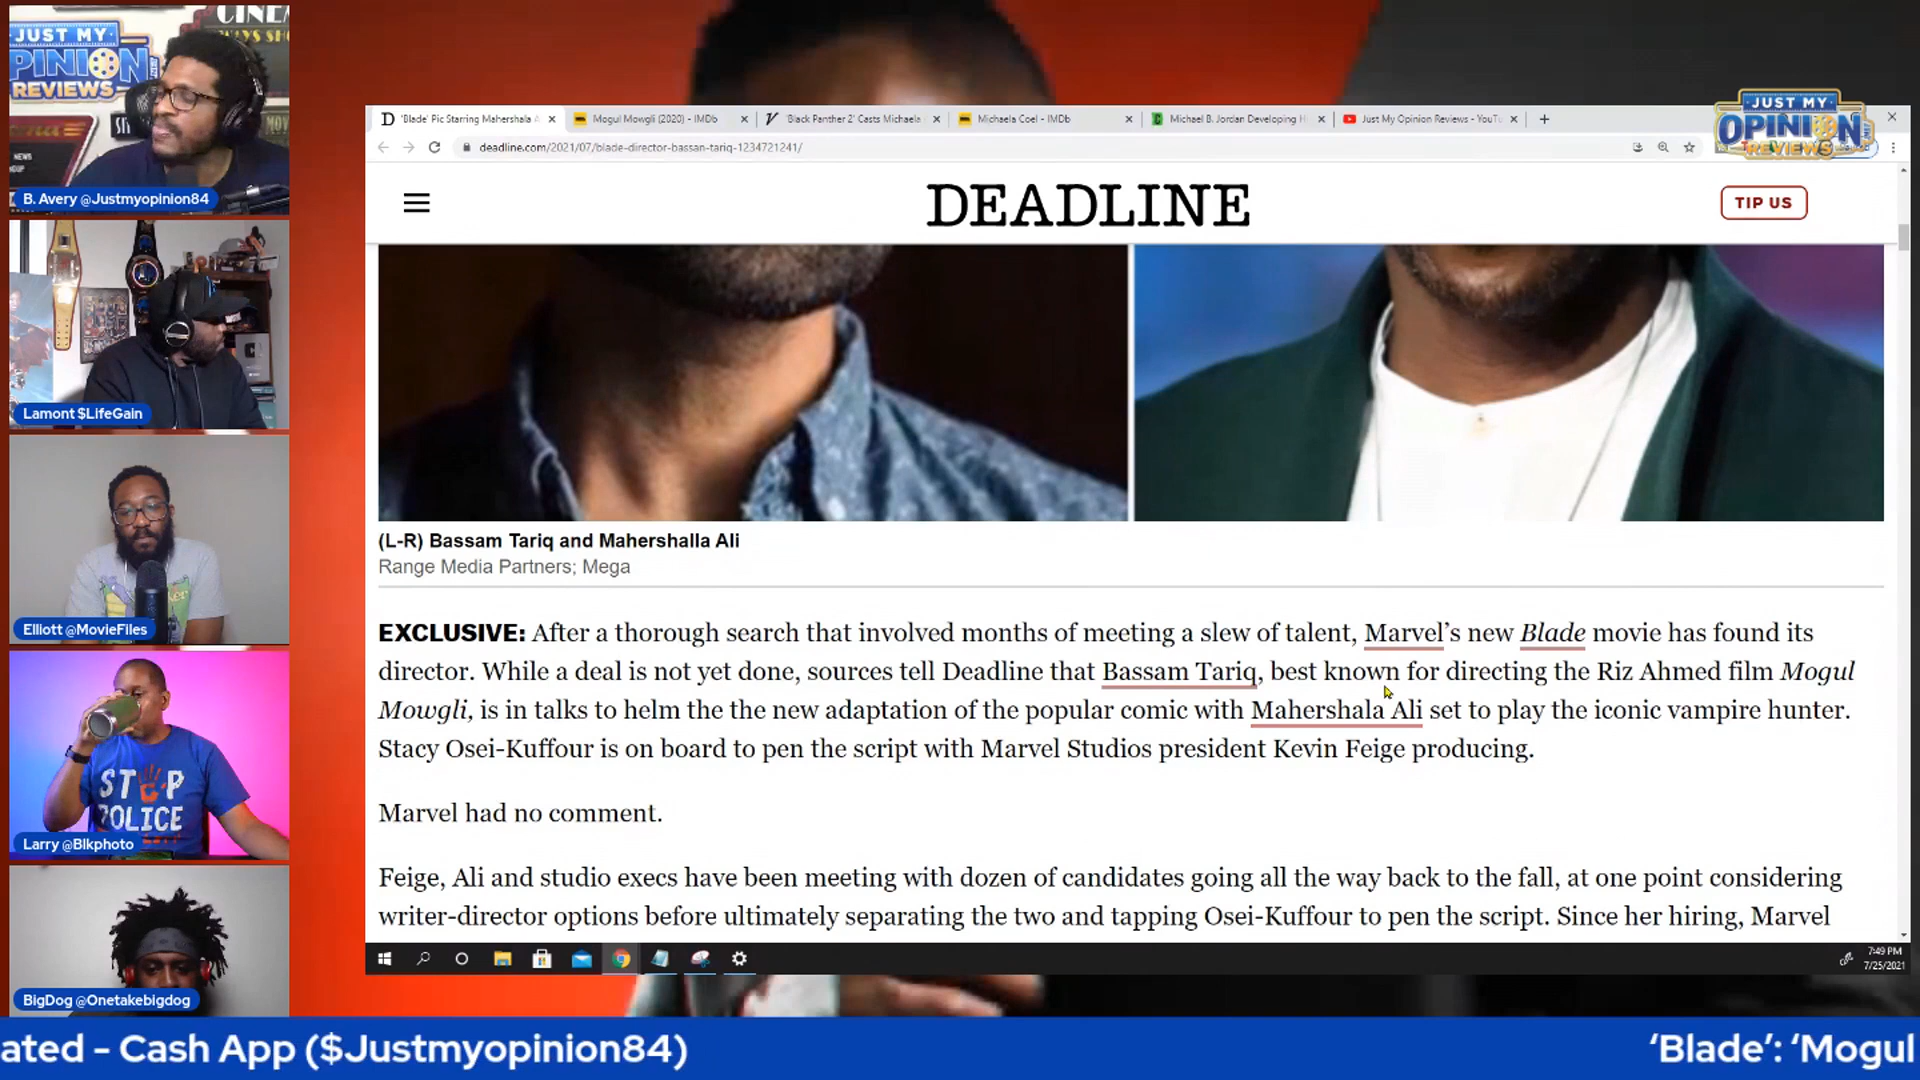 CINE
WAYS SH
JUST MY
OPINION
REVIEWS
B. Avery @Justmyopinion84
Lamont $LifeGain
Elliott @MovieFiles
STOP
POLICE
Larry @Blkphoto
BigDog @Onetakebigdog
'Blade' Pic Starring Mahershala A
Mogul Mowgli (2020) - IMDb
'Black Panther 2' Casts Michaela
Michaela Coel - IMDb
Michael B. Jordan Developing H
Just My Opinion Reviews - YouTu
deadline.com/2021/07/blade-director-bassan-tariq-1234721241/
JUST MY
OPINION
REVIEWS
DEADLINE
TIP US
(L-R) Bassam Tariq and Mahershalla Ali
Range Media Partners; Mega
EXCLUSIVE: After a thorough search that involved months of meeting a slew of talent, Marvel’s new Blade movie has found its
director. While a deal is not yet done, sources tell Deadline that Bassam Tariq, best known for directing the Riz Ahmed film Mogul
Mowgli, is in talks to helm the the new adaptation of the popular comic with Mahershala Ali set to play the iconic vampire hunter.
Stacy Osei-Kuffour is on board to pen the script with Marvel Studios president Kevin Feige producing.
Marvel had no comment.
Feige, Ali and studio execs have been meeting with dozen of candidates going all the way back to the fall, at one point considering
writer-director options before ultimately separating the two and tapping Osei-Kuffour to pen the script. Since her hiring, Marvel
7:49 PM
7/25/2021
ated - Cash App ($Justmyopinion84)
‘Blade’: ‘Mogul